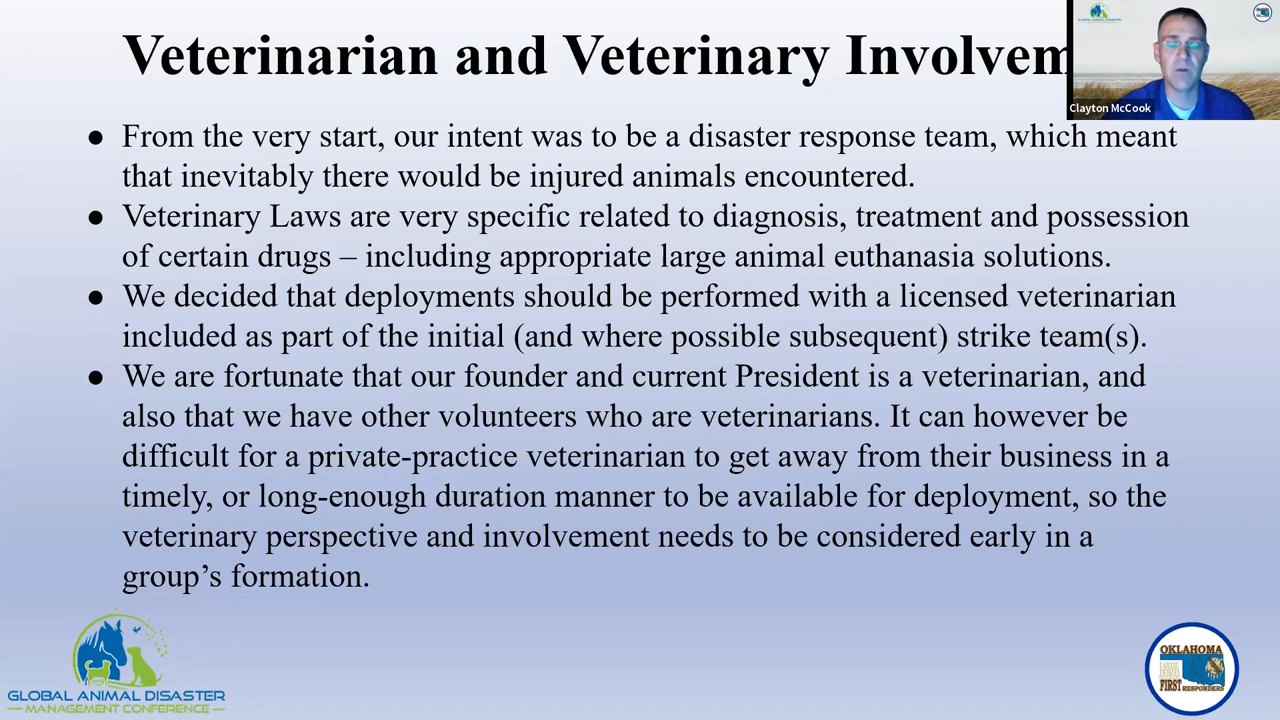 Veterinarian and Veterinary Involvem
Clayton McCook
● From the very start, our intent was to be a disaster response team, which meant
that inevitably there would be injured animals encountered.
● Veterinary Laws are very specific related to diagnosis, treatment and possession
of certain drugs – including appropriate large animal euthanasia solutions.
● We decided that deployments should be performed with a licensed veterinarian
included as part of the initial (and where possible subsequent) strike team(s).
● We are fortunate that our founder and current President is a veterinarian, and
also that we have other volunteers who are veterinarians. It can however be
difficult for a private-practice veterinarian to get away from their business in a
timely, or long-enough duration manner to be available for deployment, so the
veterinary perspective and involvement needs to be considered early in a
group’s formation.
GLOBAL ANIMAL DISASTER
MANAGEMENT CONFERENCE
OKLAHOMA
FIRST RESPONDERS